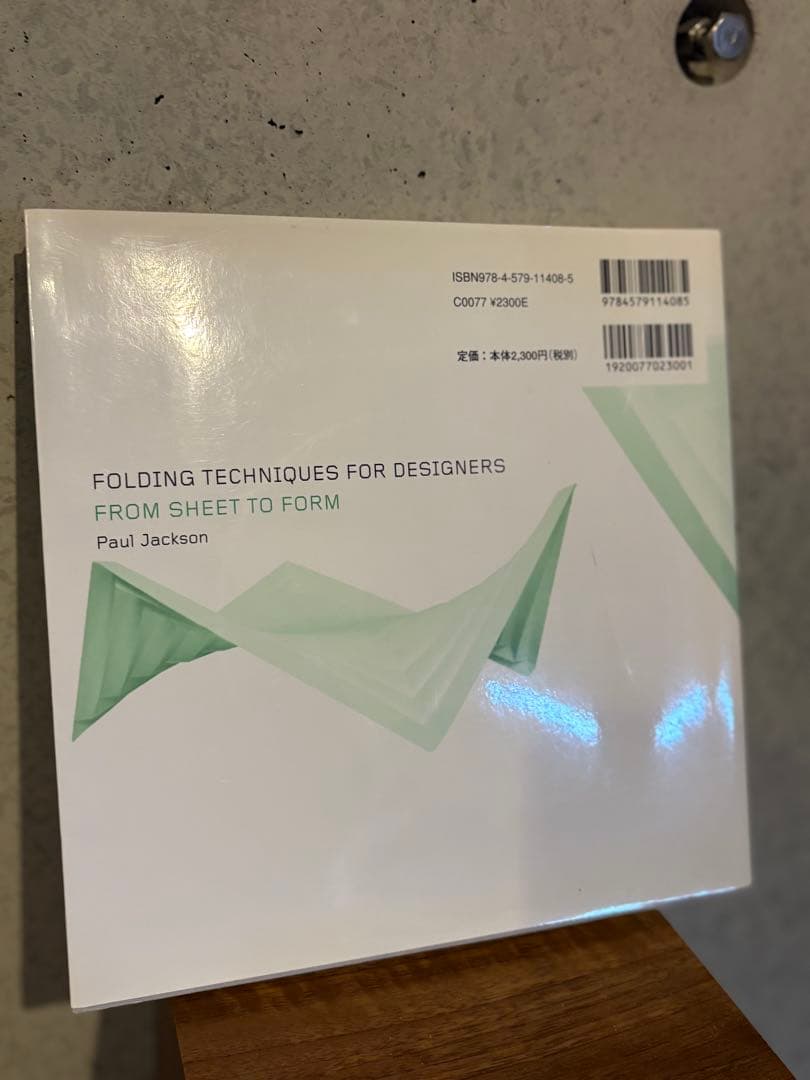 ISBN978-4-579-11408-5
C0077 ¥2300E
定価：本体2,300円(税別)
9784579114085
1920077023001
FOLDING TECHNIQUES FOR DESIGNERS
FROM SHEET TO FORM
Paul Jackson